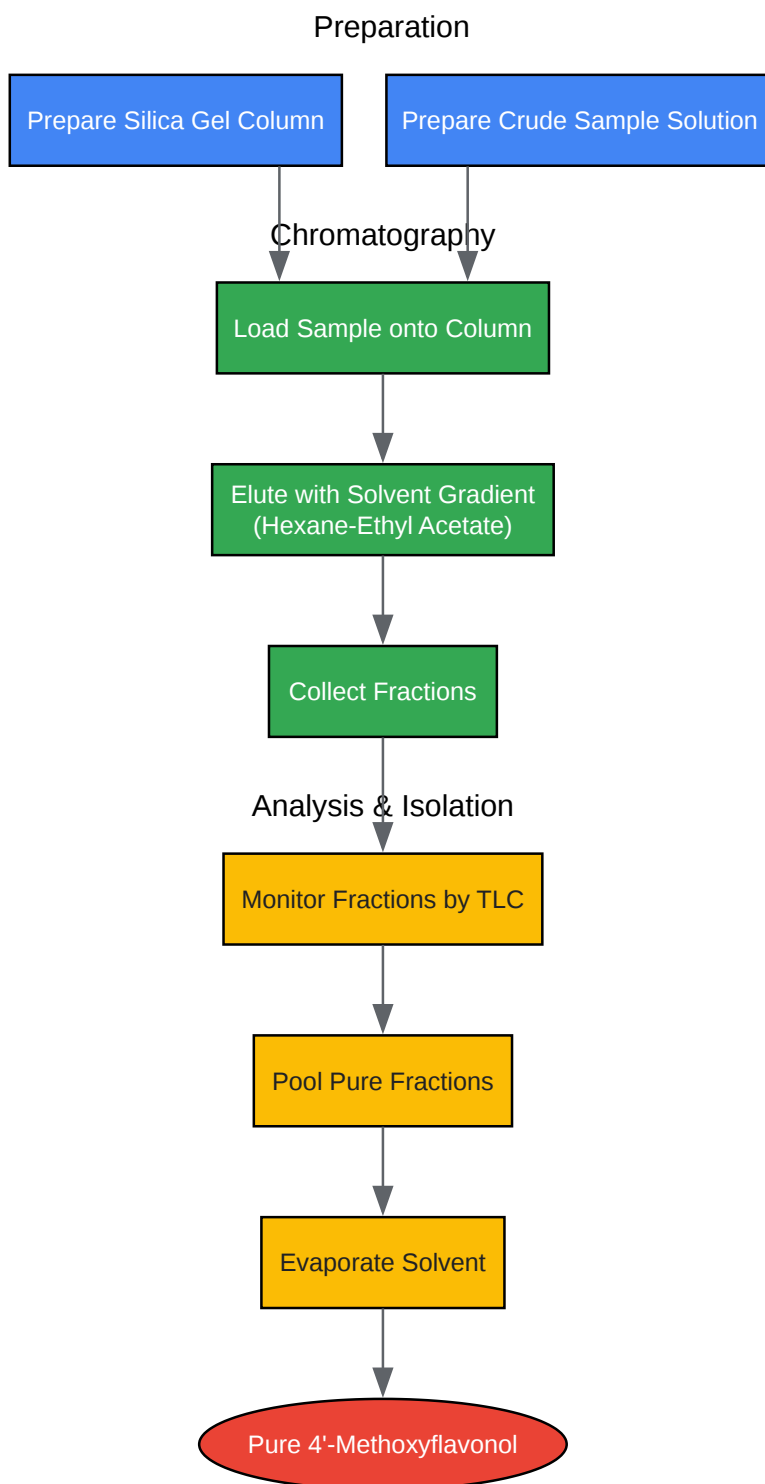 Preparation
Prepare Silica Gel Column
Prepare Crude Sample Solution
Chromatography
Load Sample onto Column
Elute with Solvent Gradient
(Hexane-Ethyl Acetate)
Collect Fractions
Analysis & Isolation
Monitor Fractions by TLC
Pool Pure Fractions
Evaporate Solvent
Pure 4'-Methoxyflavonol